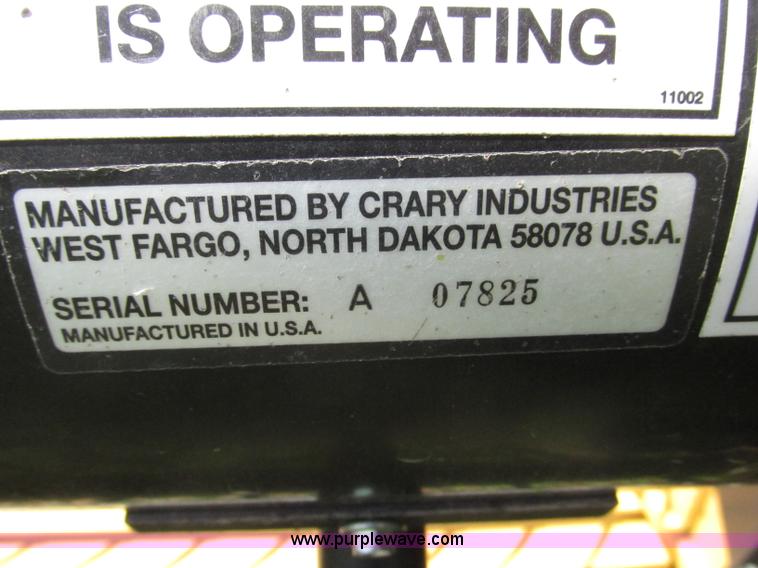 IS OPERATING
11002
MANUFACTURED BY CRARY INDUSTRIES
WEST FARGO, NORTH DAKOTA 58078 U.S.A.
SERIAL NUMBER: A 07825
MANUFACTURED IN U.S.A.
www.purplewave.com